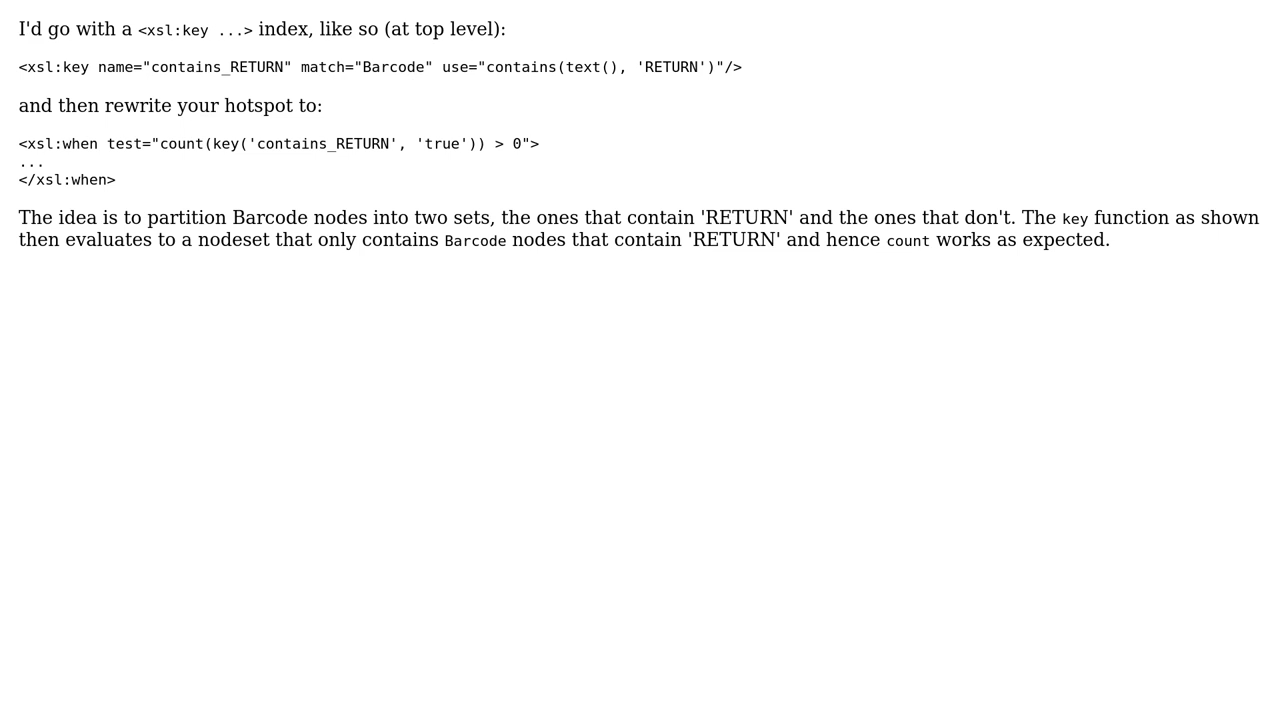 I'd go with a <xsl:key ...> index, like so (at top level):
<xsl:key name="contains_RETURN" match="Barcode" use="contains(text(), 'RETURN')"/>
and then rewrite your hotspot to:
<xsl:when test="count(key('contains_RETURN', 'true')) > 0">
...
</xsl:when>
The idea is to partition Barcode nodes into two sets, the ones that contain 'RETURN' and the ones that don't. The key function as shown
then evaluates to a nodeset that only contains Barcode nodes that contain 'RETURN' and hence count works as expected.